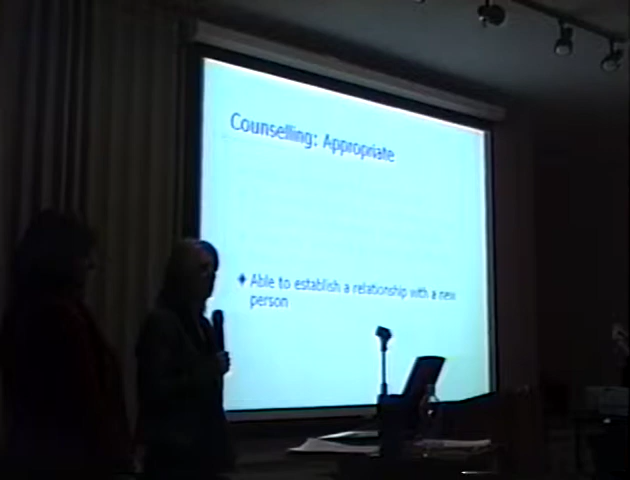 Counselling: Appropriate
♦ Able to establish a relationship with a new
person